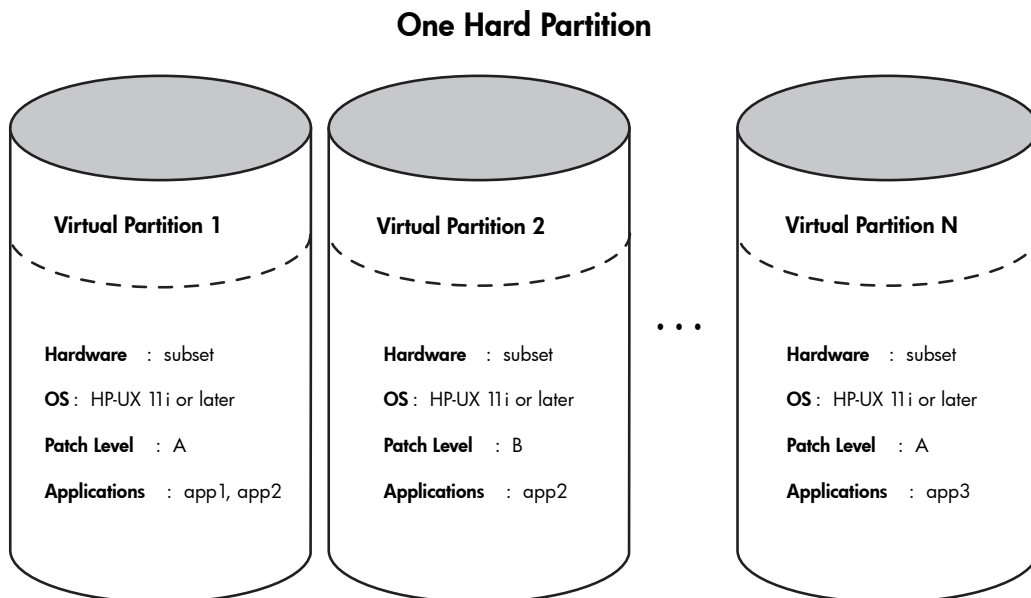 One Hard Partition
Virtual Partition 1
Hardware : subset
OS : HP-UX 11i or later
Patch Level : A
Applications : app1, app2
Virtual Partition 2
Hardware : subset
OS : HP-UX 11i or later
Patch Level : B
Applications : app2
. . .
Virtual Partition N
Hardware : subset
OS : HP-UX 11i or later
Patch Level : A
Applications : app3